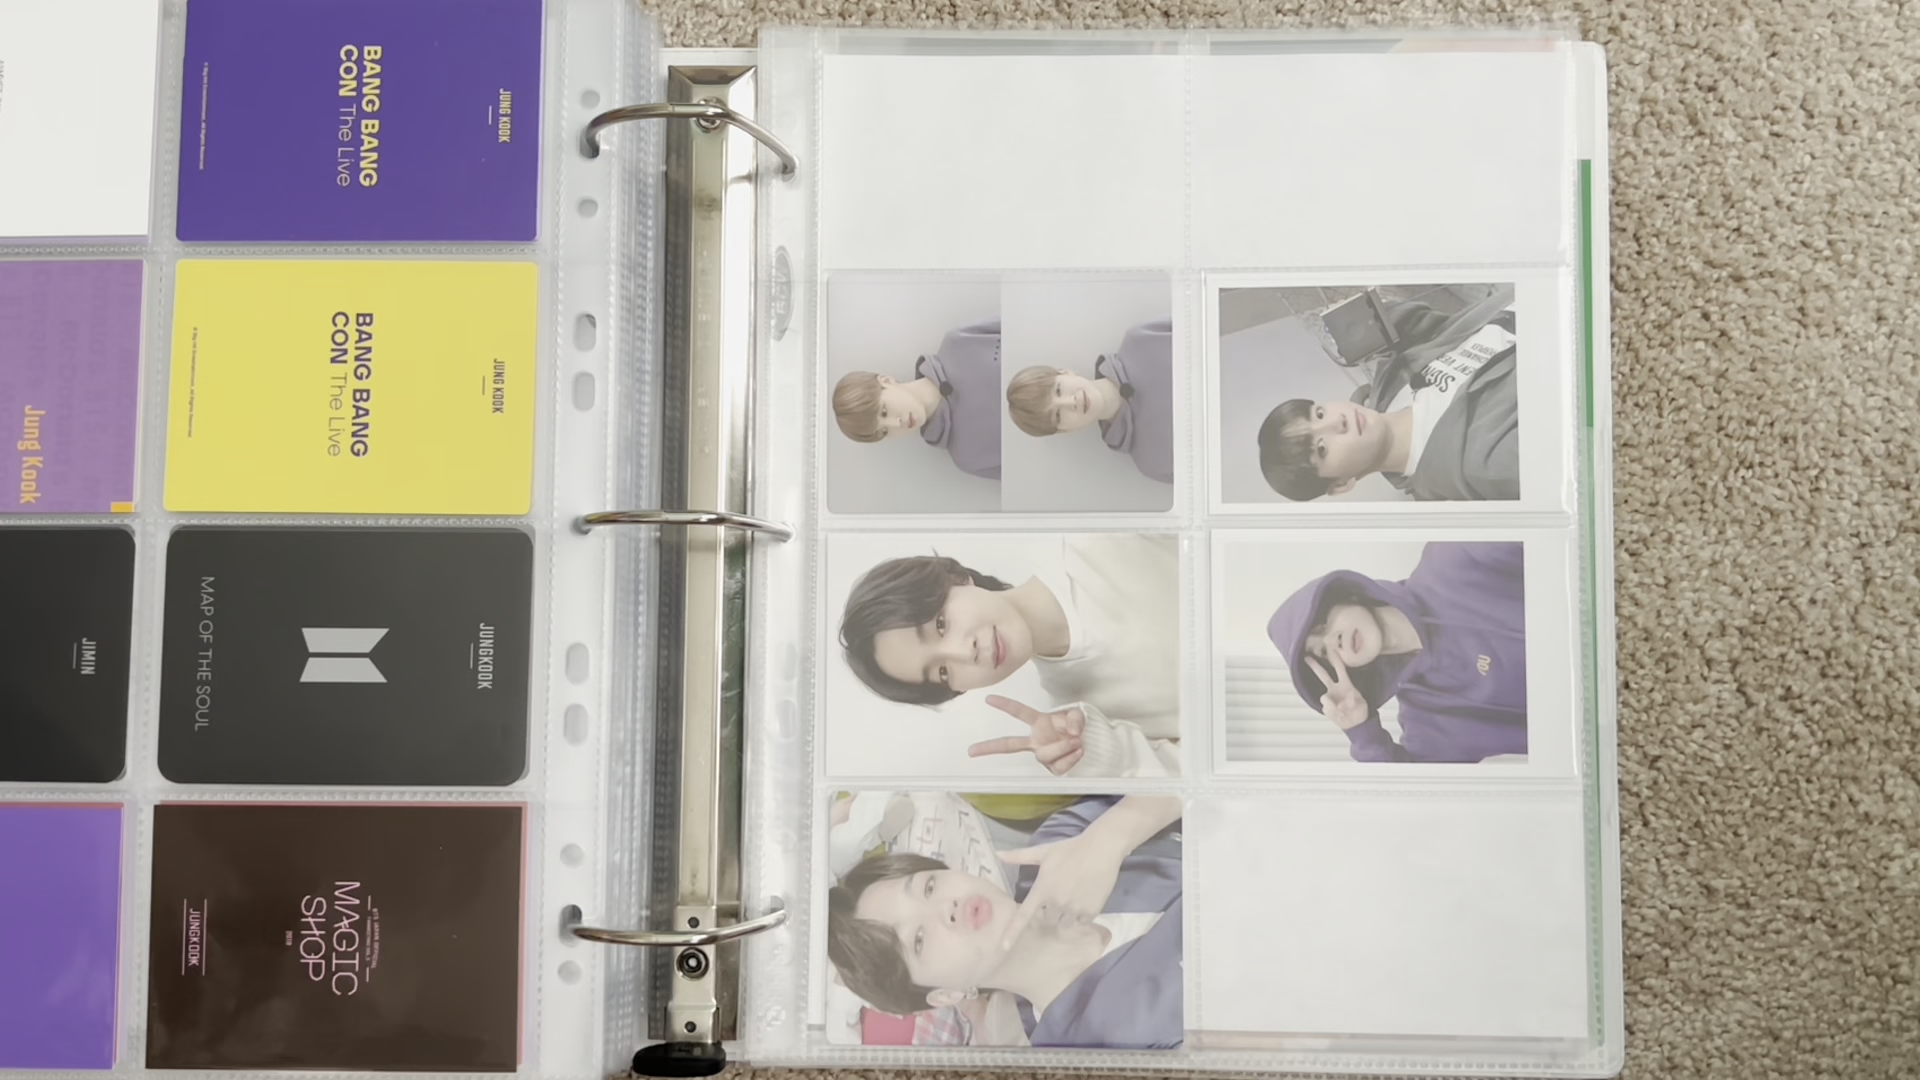 JUNG KOOK
BANG BANG
CON The Live
JUNG KOOK
BANG BANG
CON The Live
Jung Kook
JIMIN
JUNGKOOK
MAP OF THE SOUL
MAGIC
SHOP
2019
JUNGKOOK